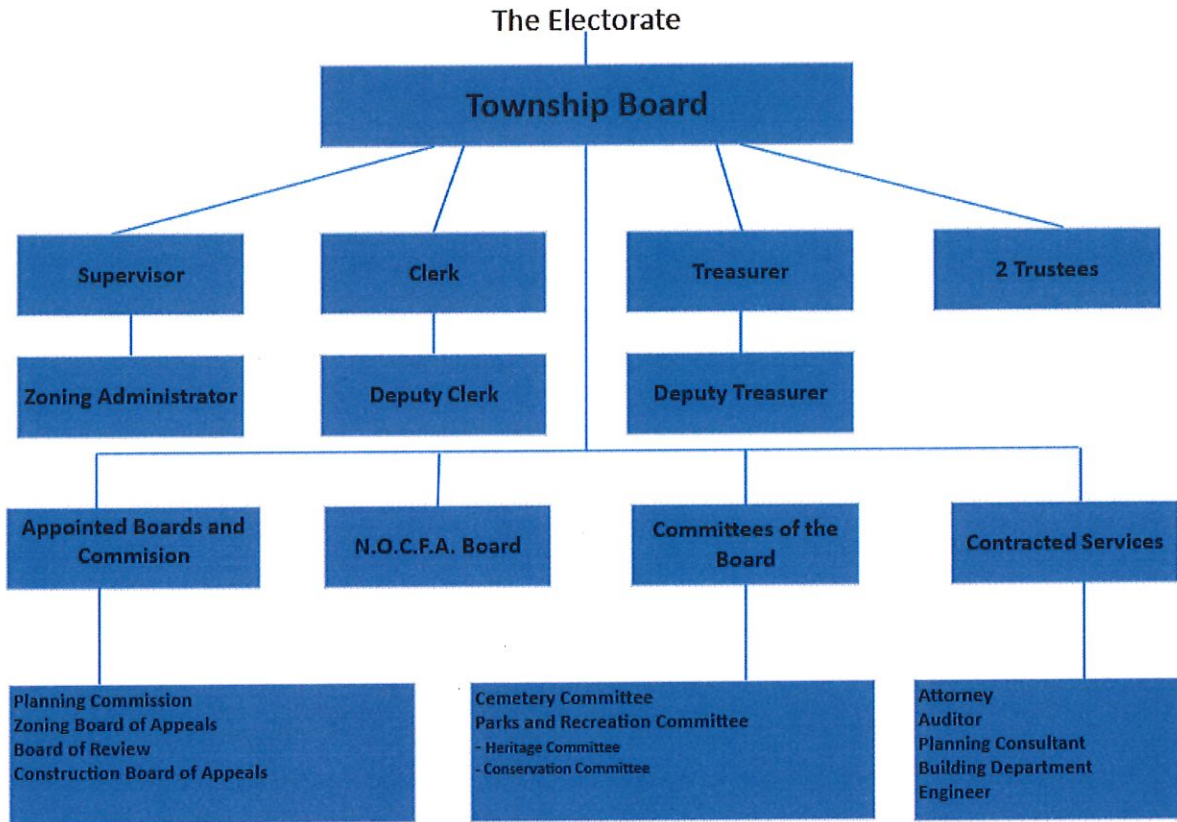 The Electorate
Township Board
Supervisor
Clerk
Treasurer
2 Trustees
Zoning Administrator
Deputy Clerk
Deputy Treasurer
Appointed Boards and
Commision
N.O.C.F.A. Board
Committees of the
Board
Contracted Services
Planning Commission
Zoning Board of Appeals
Board of Review
Construction Board of Appeals
Cemetery Committee
Parks and Recreation Committee
- Heritage Committee
- Conservation Committee
Attorney
Auditor
Planning Consultant
Building Department
Engineer